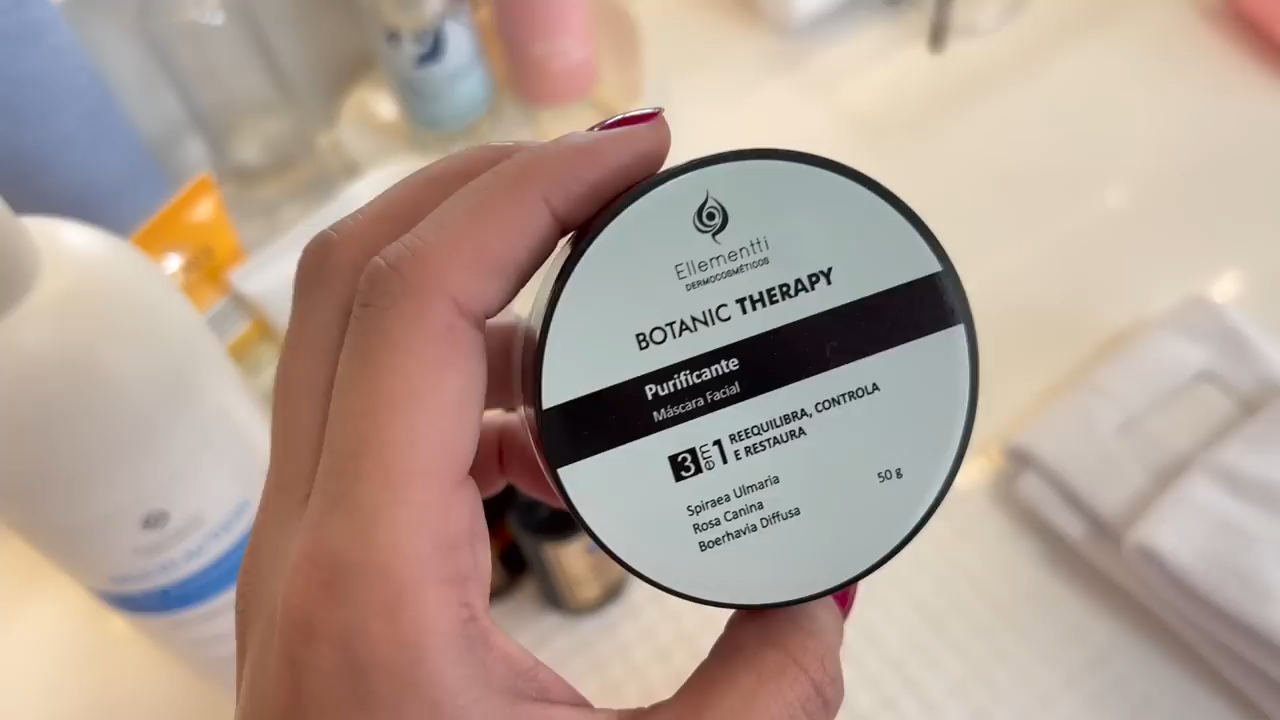 Ellementti
DERMOCOSMÉTICOS
BOTANIC THERAPY
Purificante
Máscara Facial
3 em 1 REEQUILIBRA, CONTROLA
E RESTAURA
Spiraea Ulmaria
Rosa Canina
Boerhavia Diffusa
50 g